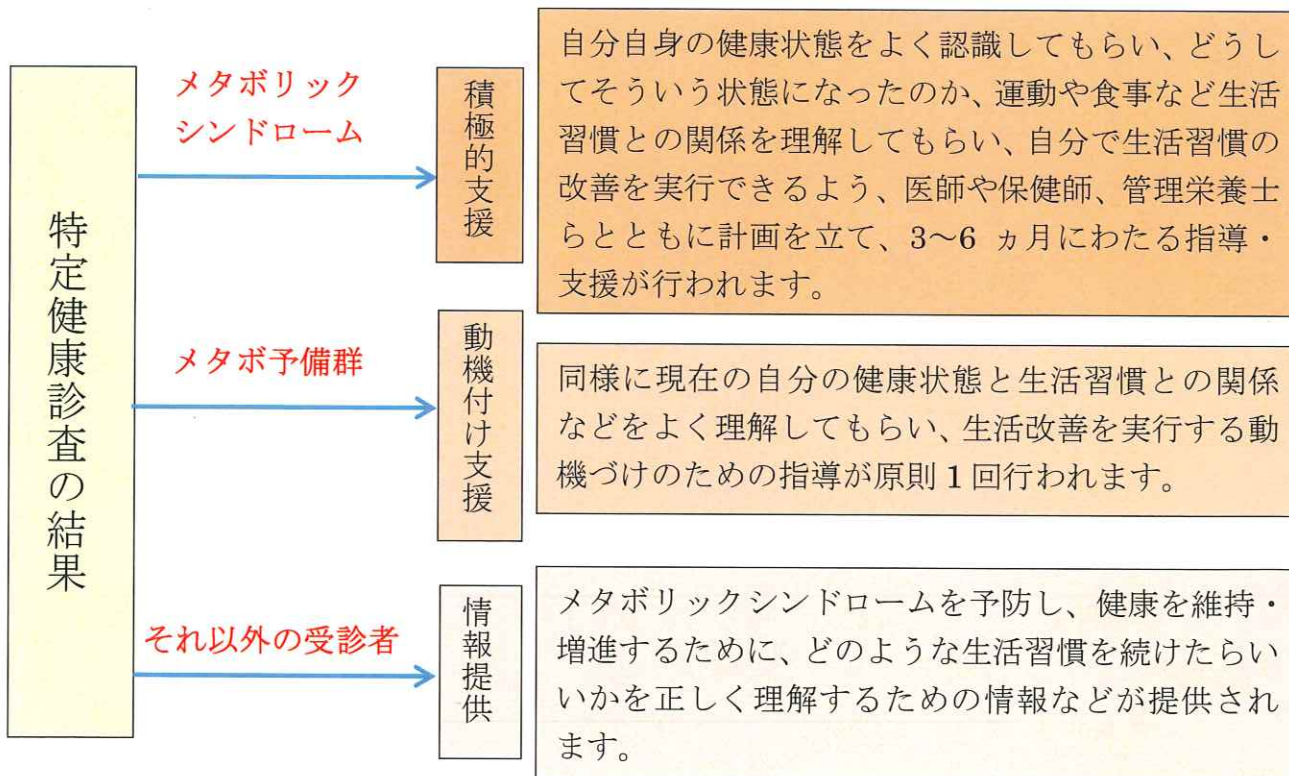 特定健康診査の結果
メタボリック
シンドローム
積極的支援
自分自身の健康状態をよく認識してもらい、どうし
てそういう状態になったのか、運動や食事など生活
習慣との関係を理解してもらい、自分で生活習慣の
改善を実行できるよう、医師や保健師、管理栄養士
らとともに計画を立て、3~6 ヵ月にわたる指導・
支援が行われます。
メタボ予備群
動機付け支援
同様に現在の自分の健康状態と生活習慣との関係
などをよく理解してもらい、生活改善を実行する動
機づけのための指導が原則 1 回行われます。
それ以外の受診者
情報提供
メタボリックシンドロームを予防し、健康を維持・
増進するために、どのような生活習慣を続けたらい
いかを正しく理解するための情報などが提供され
ます。